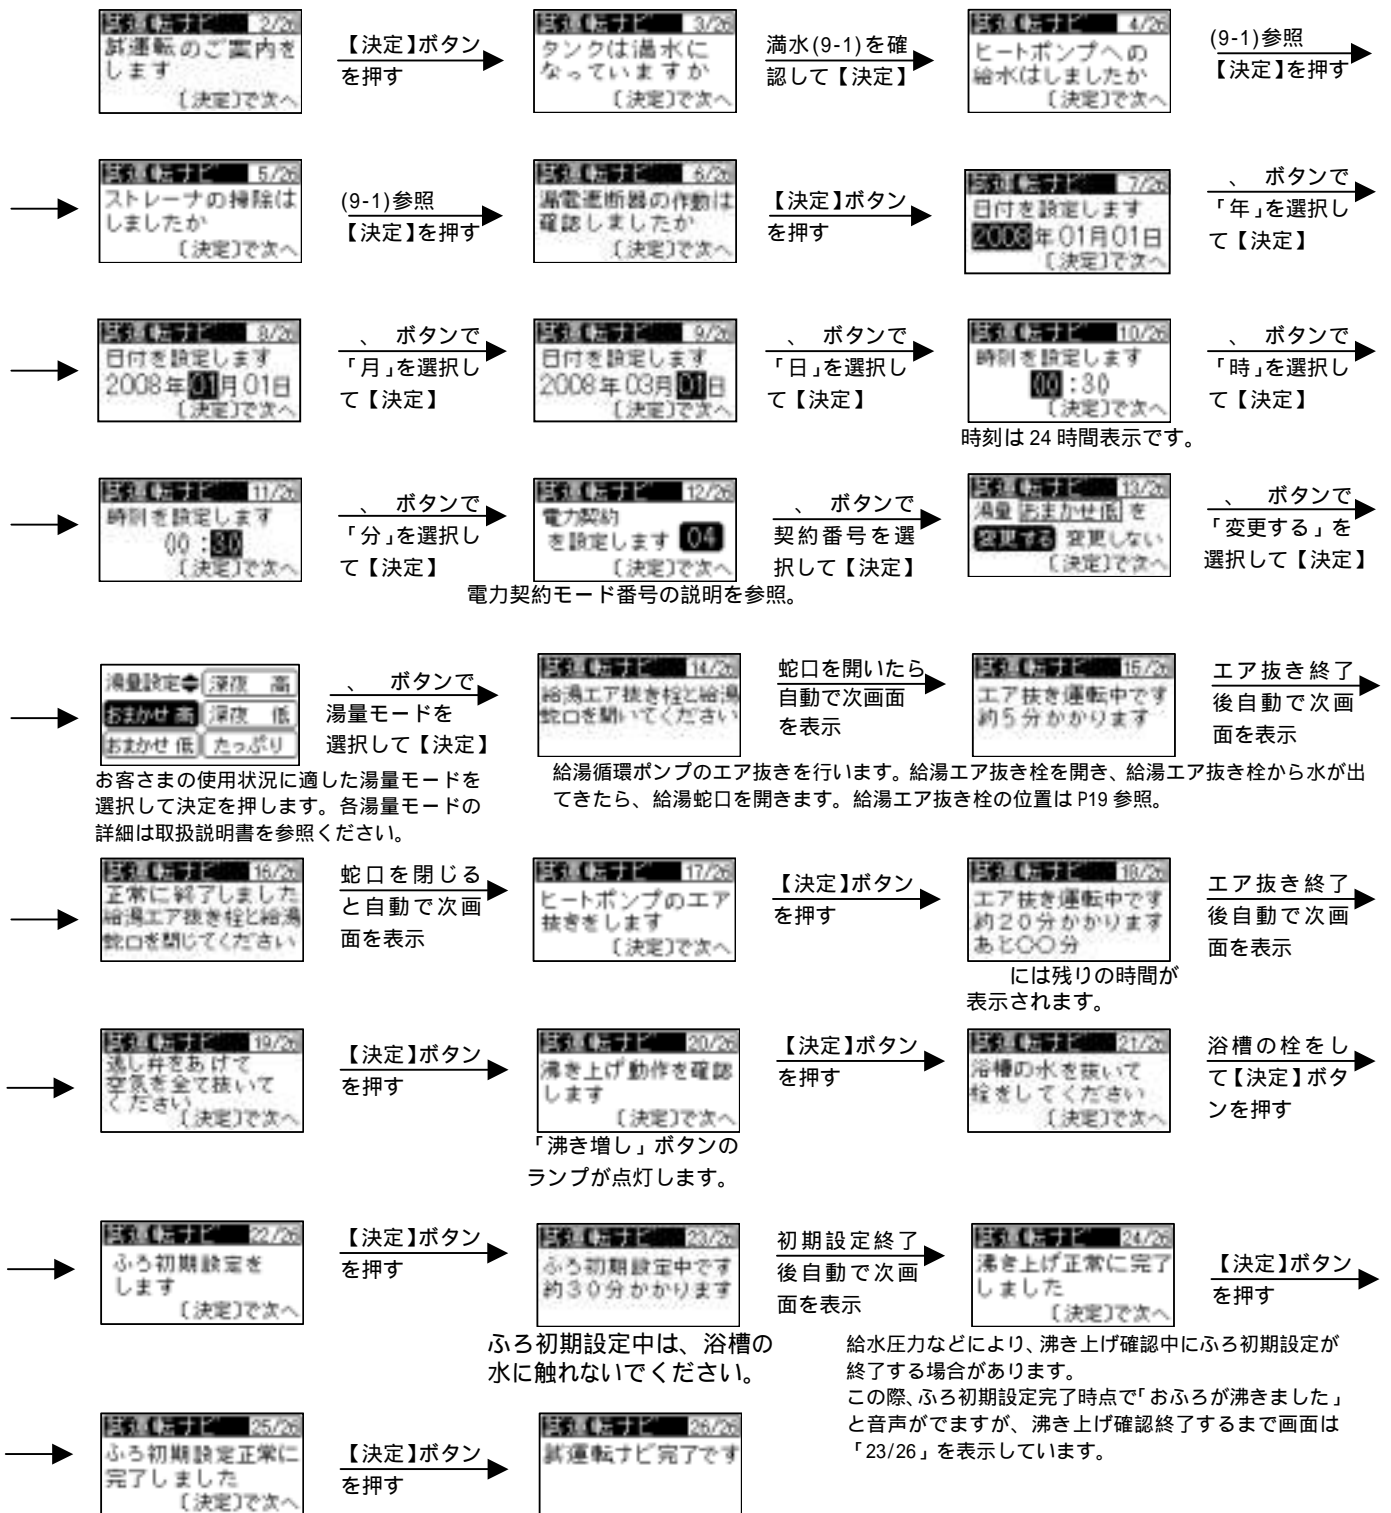 試運転ナビ 2/26
試運転のご案内を
します
〔決定〕で次へ
【決定】ボタン
を押す
試運転ナビ 3/26
タンクは満水に
なっていますか
〔決定〕で次へ
満水(9-1)を確
認して【決定】
試運転ナビ 4/26
ヒートポンプへの
給水はしましたか
〔決定〕で次へ
(9-1)参照
【決定】を押す
試運転ナビ 5/26
ストレーナの掃除は
しましたか
〔決定〕で次へ
(9-1)参照
【決定】を押す
試運転ナビ 6/26
漏電遮断器の作動は
確認しましたか
〔決定〕で次へ
【決定】ボタン
を押す
試運転ナビ 7/26
日付を設定します
2008年01月01日
〔決定〕で次へ
、 ボタンで
「年」を選択し
て【決定】
試運転ナビ 8/26
日付を設定します
2008年01月01日
〔決定〕で次へ
、 ボタンで
「月」を選択し
て【決定】
試運転ナビ 9/26
日付を設定します
2008年03月01日
〔決定〕で次へ
、 ボタンで
「日」を選択し
て【決定】
試運転ナビ 10/26
時刻を設定します
00:30
〔決定〕で次へ
時刻は 24 時間表示です。
、 ボタンで
「時」を選択し
て【決定】
試運転ナビ 11/26
時刻を設定します
00:30
〔決定〕で次へ
、 ボタンで
「分」を選択し
て【決定】
試運転ナビ 12/26
電力契約
を設定します 04
〔決定〕で次へ
電力契約モード番号の説明を参照。
、 ボタンで
契約番号を選
択して【決定】
試運転ナビ 13/26
湯量 おまかせ低 を
変更する 変更しない
〔決定〕で次へ
、 ボタンで
「変更する」を
選択して【決定】
湯量設定 深夜 高
おまかせ 高 深夜 低
おまかせ 低 たっぷり
お客さまの使用状況に適した湯量モードを
選択して決定を押します。各湯量モードの
詳細は取扱説明書を参照ください。
、 ボタンで
湯量モードを
選択して【決定】
試運転ナビ 14/26
給湯エア抜き栓と給湯
蛇口を開いてください
蛇口を開いたら
自動で次画面
を表示
試運転ナビ 15/26
エア抜き運転中です
約5分かかります
エア抜き終了
後自動で次画
面を表示
給湯循環ポンプのエア抜きを行います。給湯エア抜き栓を開き、給湯エア抜き栓から水が出
てきたら、給湯蛇口を開きます。給湯エア抜き栓の位置は P19 参照。
試運転ナビ 16/26
正常に終了しました
給湯エア抜き栓と給湯
蛇口を閉じてください
蛇口を閉じる
と自動で次画
面を表示
試運転ナビ 17/26
ヒートポンプのエア
抜きをします
〔決定〕で次へ
【決定】ボタン
を押す
試運転ナビ 18/26
エア抜き運転中です
約20分かかります
あと〇〇分
には残りの時間が
表示されます。
エア抜き終了
後自動で次画
面を表示
試運転ナビ 19/26
逃し弁をあけて
空気を全て抜いて
ください
〔決定〕で次へ
【決定】ボタン
を押す
試運転ナビ 20/26
沸き上げ動作を確認
します
〔決定〕で次へ
「沸き増し」ボタンの
ランプが点灯します。
【決定】ボタン
を押す
試運転ナビ 21/26
浴槽の水を抜いて
栓をしてください
〔決定〕で次へ
浴槽の栓をし
て【決定】ボタ
ンを押す
試運転ナビ 22/26
ふろ初期設定を
します
〔決定〕で次へ
【決定】ボタン
を押す
試運転ナビ 23/26
ふろ初期設定中です
約30分かかります
ふろ初期設定中は、浴槽の
水に触れないでください。
初期設定終了
後自動で次画
面を表示
試運転ナビ 24/26
沸き上げ正常に完了
しました
〔決定〕で次へ
【決定】ボタン
を押す
給水圧力などにより、沸き上げ確認中にふろ初期設定が
終了する場合があります。
この際、ふろ初期設定完了時点で「おふろが沸きました」
と音声がでますが、沸き上げ確認終了するまで画面は
「23/26」を表示しています。
試運転ナビ 25/26
ふろ初期設定正常に
完了しました
〔決定〕で次へ
【決定】ボタン
を押す
試運転ナビ 26/26
試運転ナビ完了です